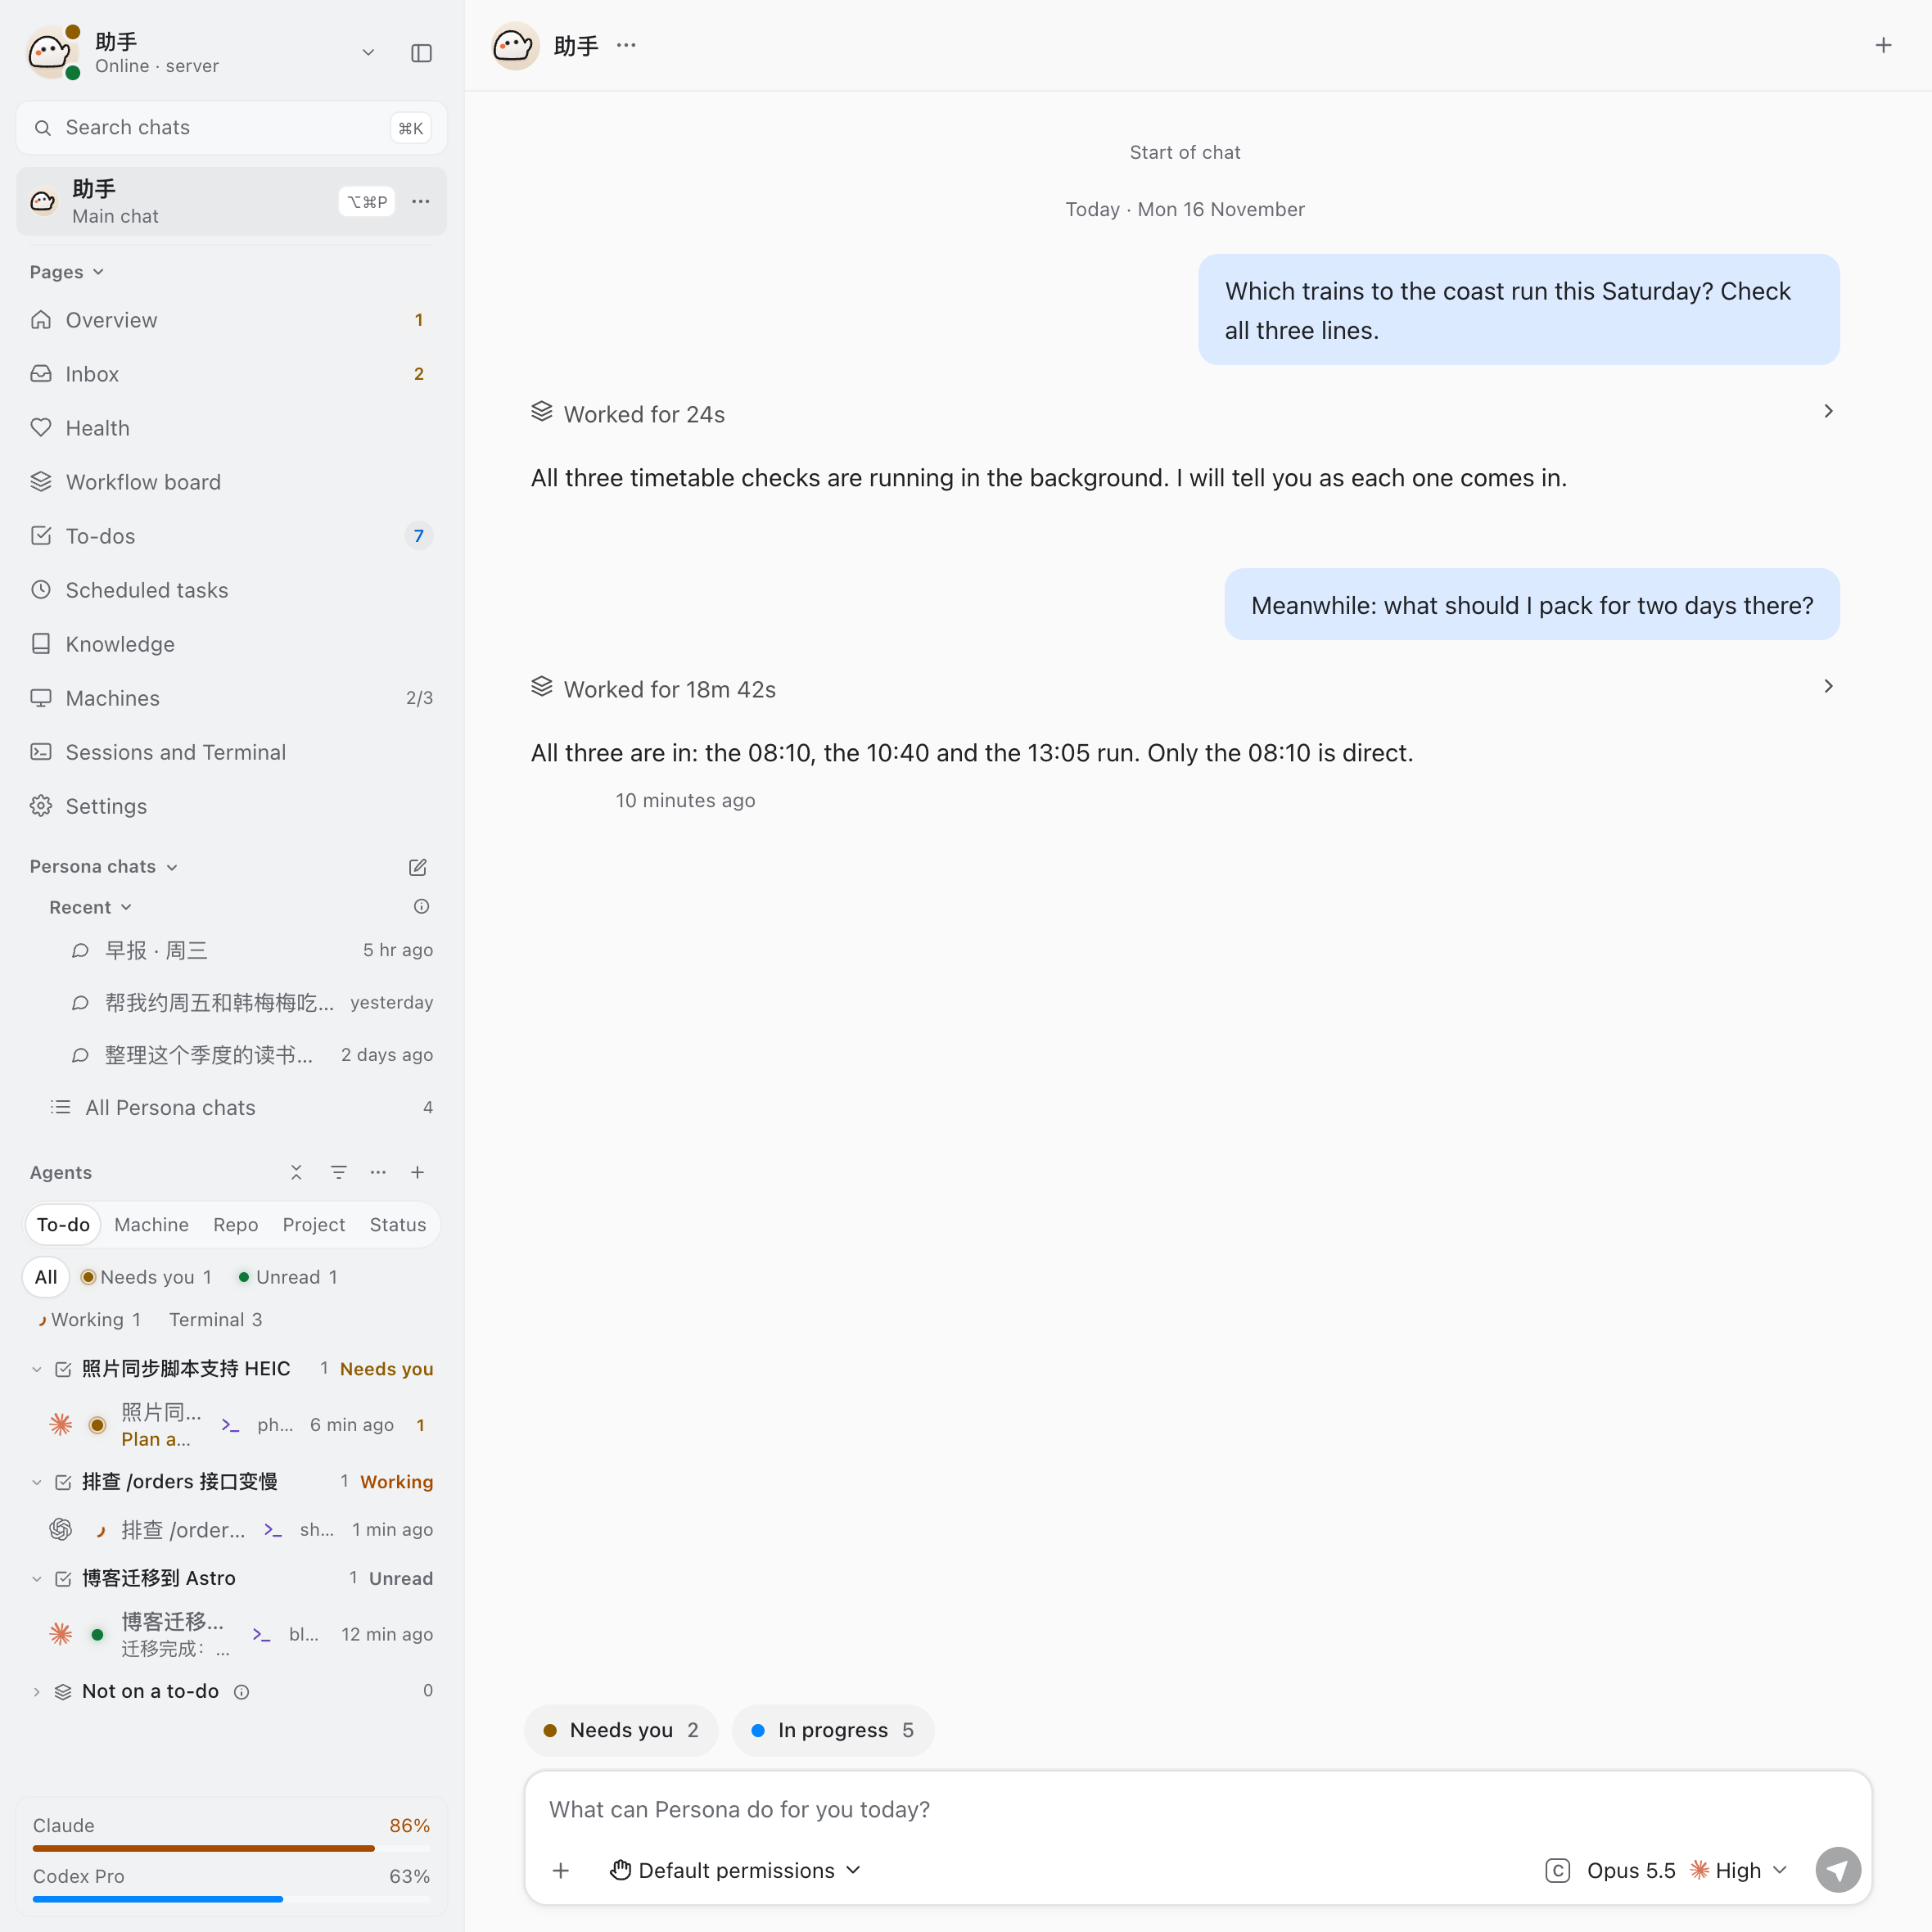 助手
Online · server
Search chats
⌘K
助手
Main chat
⌥⌘P
Pages
Overview 1
Inbox 2
Health
Workflow board
To-dos 7
Scheduled tasks
Knowledge
Machines 2/3
Sessions and Terminal
Settings
Persona chats
Recent
早报 · 周三 5 hr ago
帮我约周五和韩梅梅吃... yesterday
整理这个季度的读书... 2 days ago
All Persona chats 4
Agents
To-do Machine Repo Project Status
All Needs you 1 Unread 1
Working 1 Terminal 3
照片同步脚本支持 HEIC 1 Needs you
照片同... ph... 6 min ago 1
Plan a...
排查 /orders 接口变慢 1 Working
排查 /order... sh... 1 min ago
博客迁移到 Astro 1 Unread
博客迁移... bl... 12 min ago
迁移完成：...
Not on a to-do 0
Claude 86%
Codex Pro 63%
助手
Start of chat
Today · Mon 16 November
Which trains to the coast run this Saturday? Check
all three lines.
Worked for 24s
All three timetable checks are running in the background. I will tell you as each one comes in.
Meanwhile: what should I pack for two days there?
Worked for 18m 42s
All three are in: the 08:10, the 10:40 and the 13:05 run. Only the 08:10 is direct.
10 minutes ago
Needs you 2 In progress 5
What can Persona do for you today?
Default permissions C Opus 5.5 High